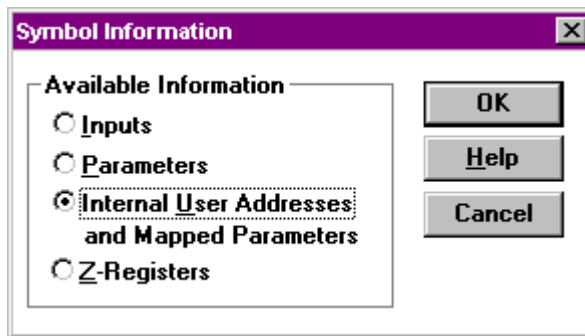 Symbol Information
Available Information
Inputs
Parameters
Internal User Addresses
and Mapped Parameters
Z-Registers
OK
Help
Cancel